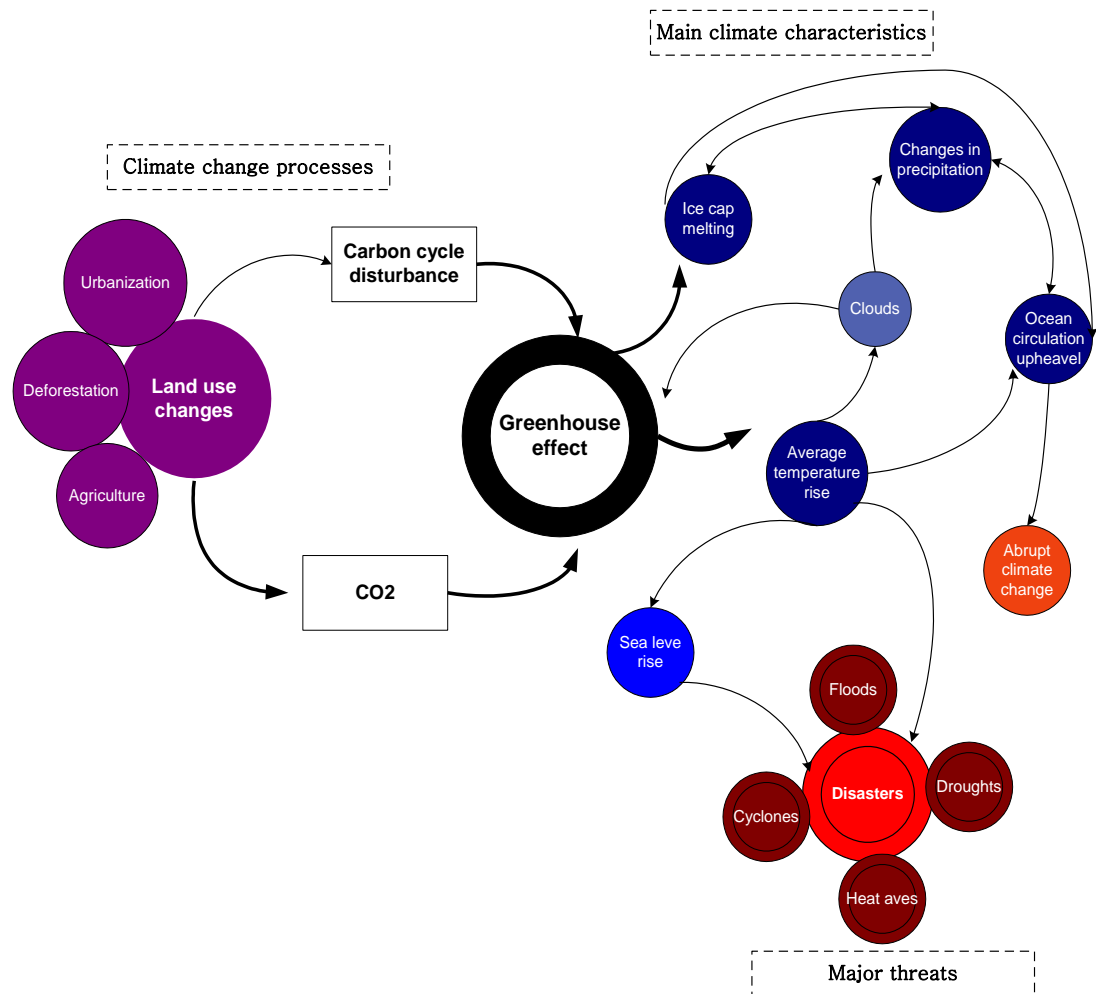 Main climate characteristics
Climate change processes
Changes in
precipitation
Ice cap
melting
Urbanization
Carbon cycle
disturbance
Clouds
Ocean
circulation
upheavel
Deforestation
Land use
changes
Greenhouse
effect
Average
temperature
rise
Agriculture
Abrupt
climate
change
CO2
Sea leve
rise
Floods
Disasters
Droughts
Cyclones
Heat aves
Major threats